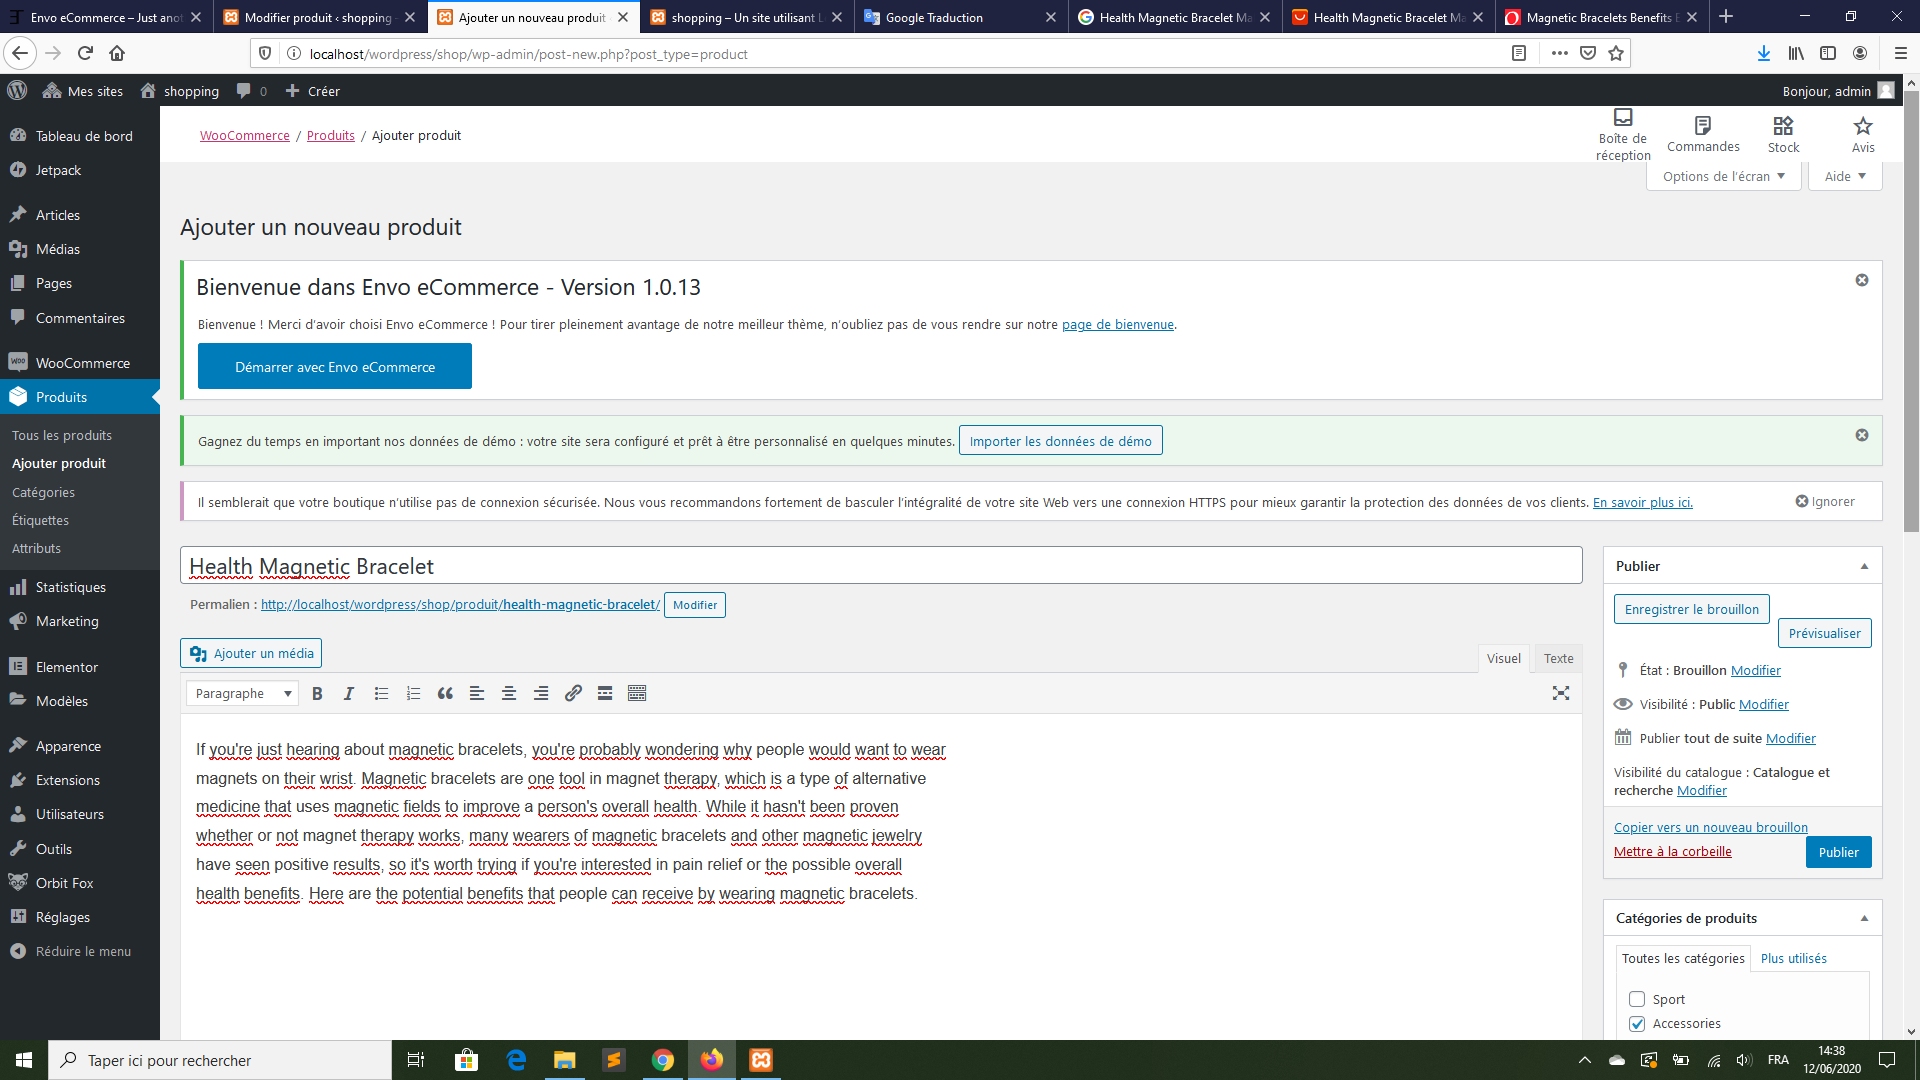 Envo eCommerce – Just anot
Modifier produit ‹ shopping –
Ajouter un nouveau produit
shopping – Un site utilisant
Google Traduction
Health Magnetic Bracelet Ma
Health Magnetic Bracelet Ma
Magnetic Bracelets Benefits
localhost/wordpress/shop/wp-admin/post-new.php?post_type=product
Mes sites
shopping
0
Créer
Bonjour, admin
Tableau de bord
Jetpack
Articles
Médias
Pages
Commentaires
WooCommerce
Produits
Tous les produits
Ajouter produit
Catégories
Étiquettes
Attributs
Statistiques
Marketing
Elementor
Modèles
Apparence
Extensions
Utilisateurs
Outils
Orbit Fox
Réglages
Réduire le menu
WooCommerce / Produits / Ajouter produit
Boîte de réception
Commandes
Stock
Avis
Options de l'écran
Aide
Ajouter un nouveau produit
Bienvenue dans Envo eCommerce - Version 1.0.13
Bienvenue ! Merci d'avoir choisi Envo eCommerce ! Pour tirer pleinement avantage de notre meilleur thème, n'oubliez pas de vous rendre sur notre page de bienvenue.
Démarrer avec Envo eCommerce
Gagnez du temps en important nos données de démo : votre site sera configuré et prêt à être personnalisé en quelques minutes. Importer les données de démo
Il semblerait que votre boutique n'utilise pas de connexion sécurisée. Nous vous recommandons fortement de basculer l'intégralité de votre site Web vers une connexion HTTPS pour mieux garantir la protection des données de vos clients. En savoir plus ici.
Ignorer
Health Magnetic Bracelet
Permalien : http://localhost/wordpress/shop/produit/health-magnetic-bracelet/ Modifier
Ajouter un média
Visuel
Texte
Paragraphe
If you're just hearing about magnetic bracelets, you're probably wondering why people would want to wear
magnets on their wrist. Magnetic bracelets are one tool in magnet therapy, which is a type of alternative
medicine that uses magnetic fields to improve a person's overall health. While it hasn't been proven
whether or not magnet therapy works, many wearers of magnetic bracelets and other magnetic jewelry
have seen positive results, so it's worth trying if you're interested in pain relief or the possible overall
health benefits. Here are the potential benefits that people can receive by wearing magnetic bracelets.
Publier
Enregistrer le brouillon
Prévisualiser
État : Brouillon Modifier
Visibilité : Public Modifier
Publier tout de suite Modifier
Visibilité du catalogue : Catalogue et
recherche Modifier
Copier vers un nouveau brouillon
Mettre à la corbeille
Publier
Catégories de produits
Toutes les catégories
Plus utilisés
Sport
Accessories
Taper ici pour rechercher
FRA
14:38
12/06/2020